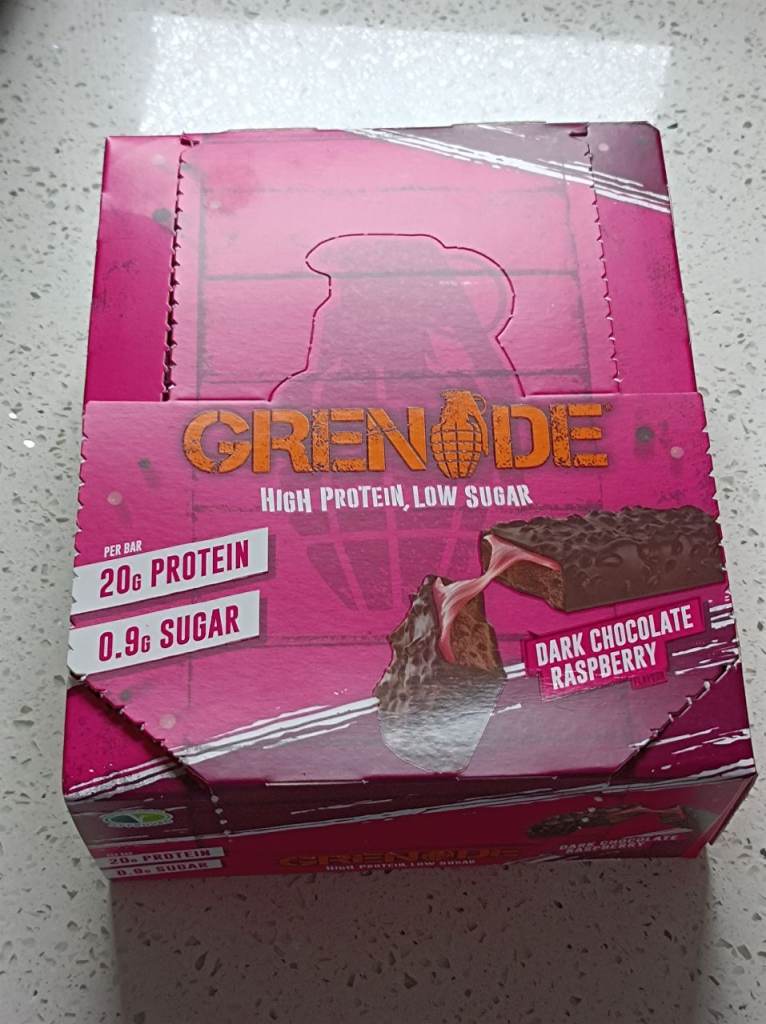 GRENADE
HIGH PROTEIN, LOW SUGAR
PER BAR
20G PROTEIN
0.9G SUGAR
DARK CHOCOLATE
RASPBERRY
FLAVOUR
20G PROTEIN
0.9G SUGAR
GRENADE
HIGH PROTEIN, LOW SUGAR
DARK CHOCOLATE
RASPBERRY